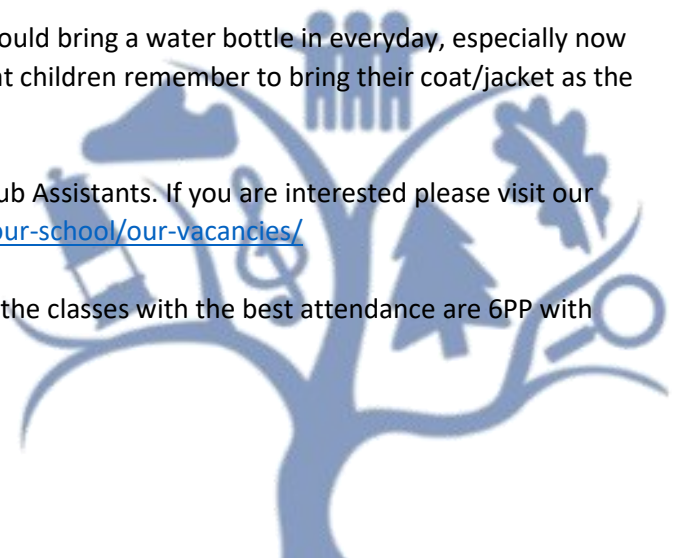 ould bring a water bottle in everyday, especially now
at children remember to bring their coat/jacket as the
ub Assistants. If you are interested please visit our
our-school/our-vacancies/
the classes with the best attendance are 6PP with